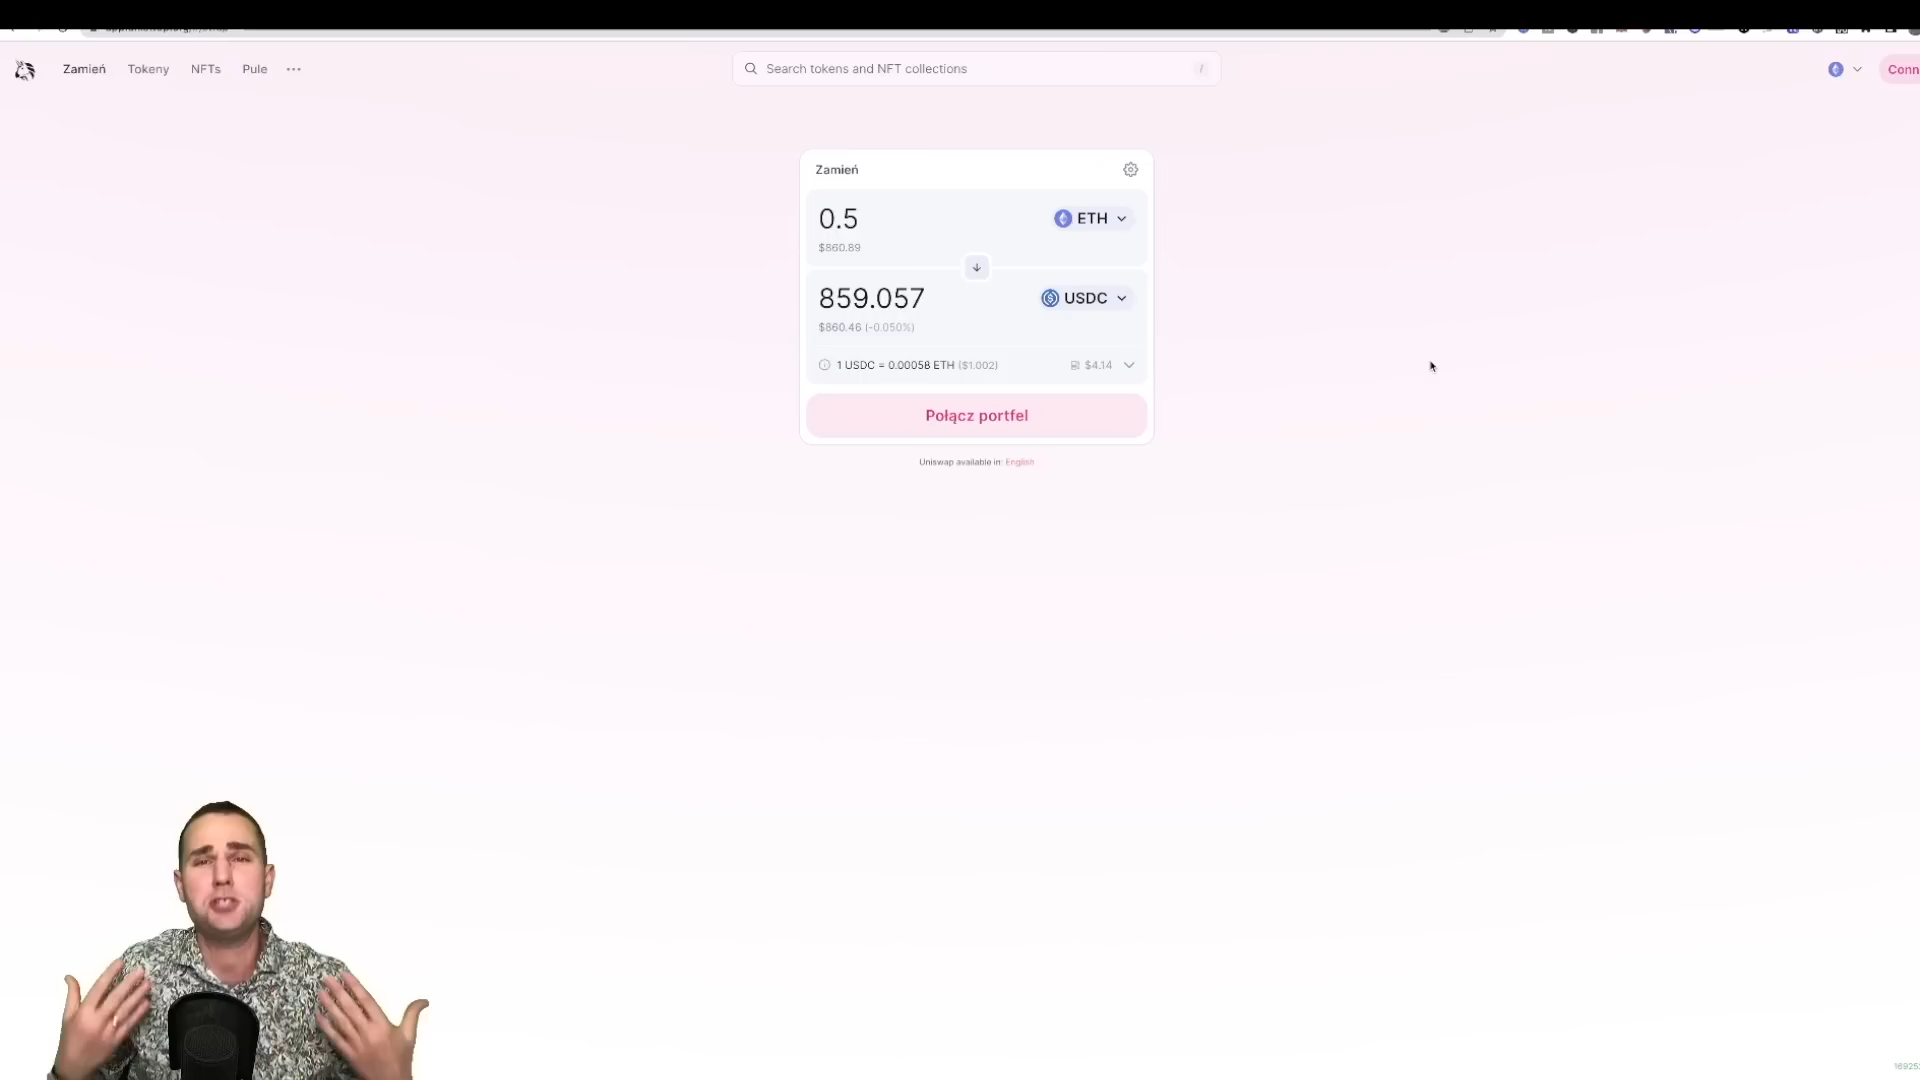 Zamień
Tokeny
NFTs
Pule
Search tokens and NFT collections
/
Conn
Zamień
0.5
ETH
$860.89
859.057
USDC
$860.46 (-0.050%)
1 USDC = 0.00058 ETH ($1.002)
$4.14
Połącz portfel
Uniswap available in: English